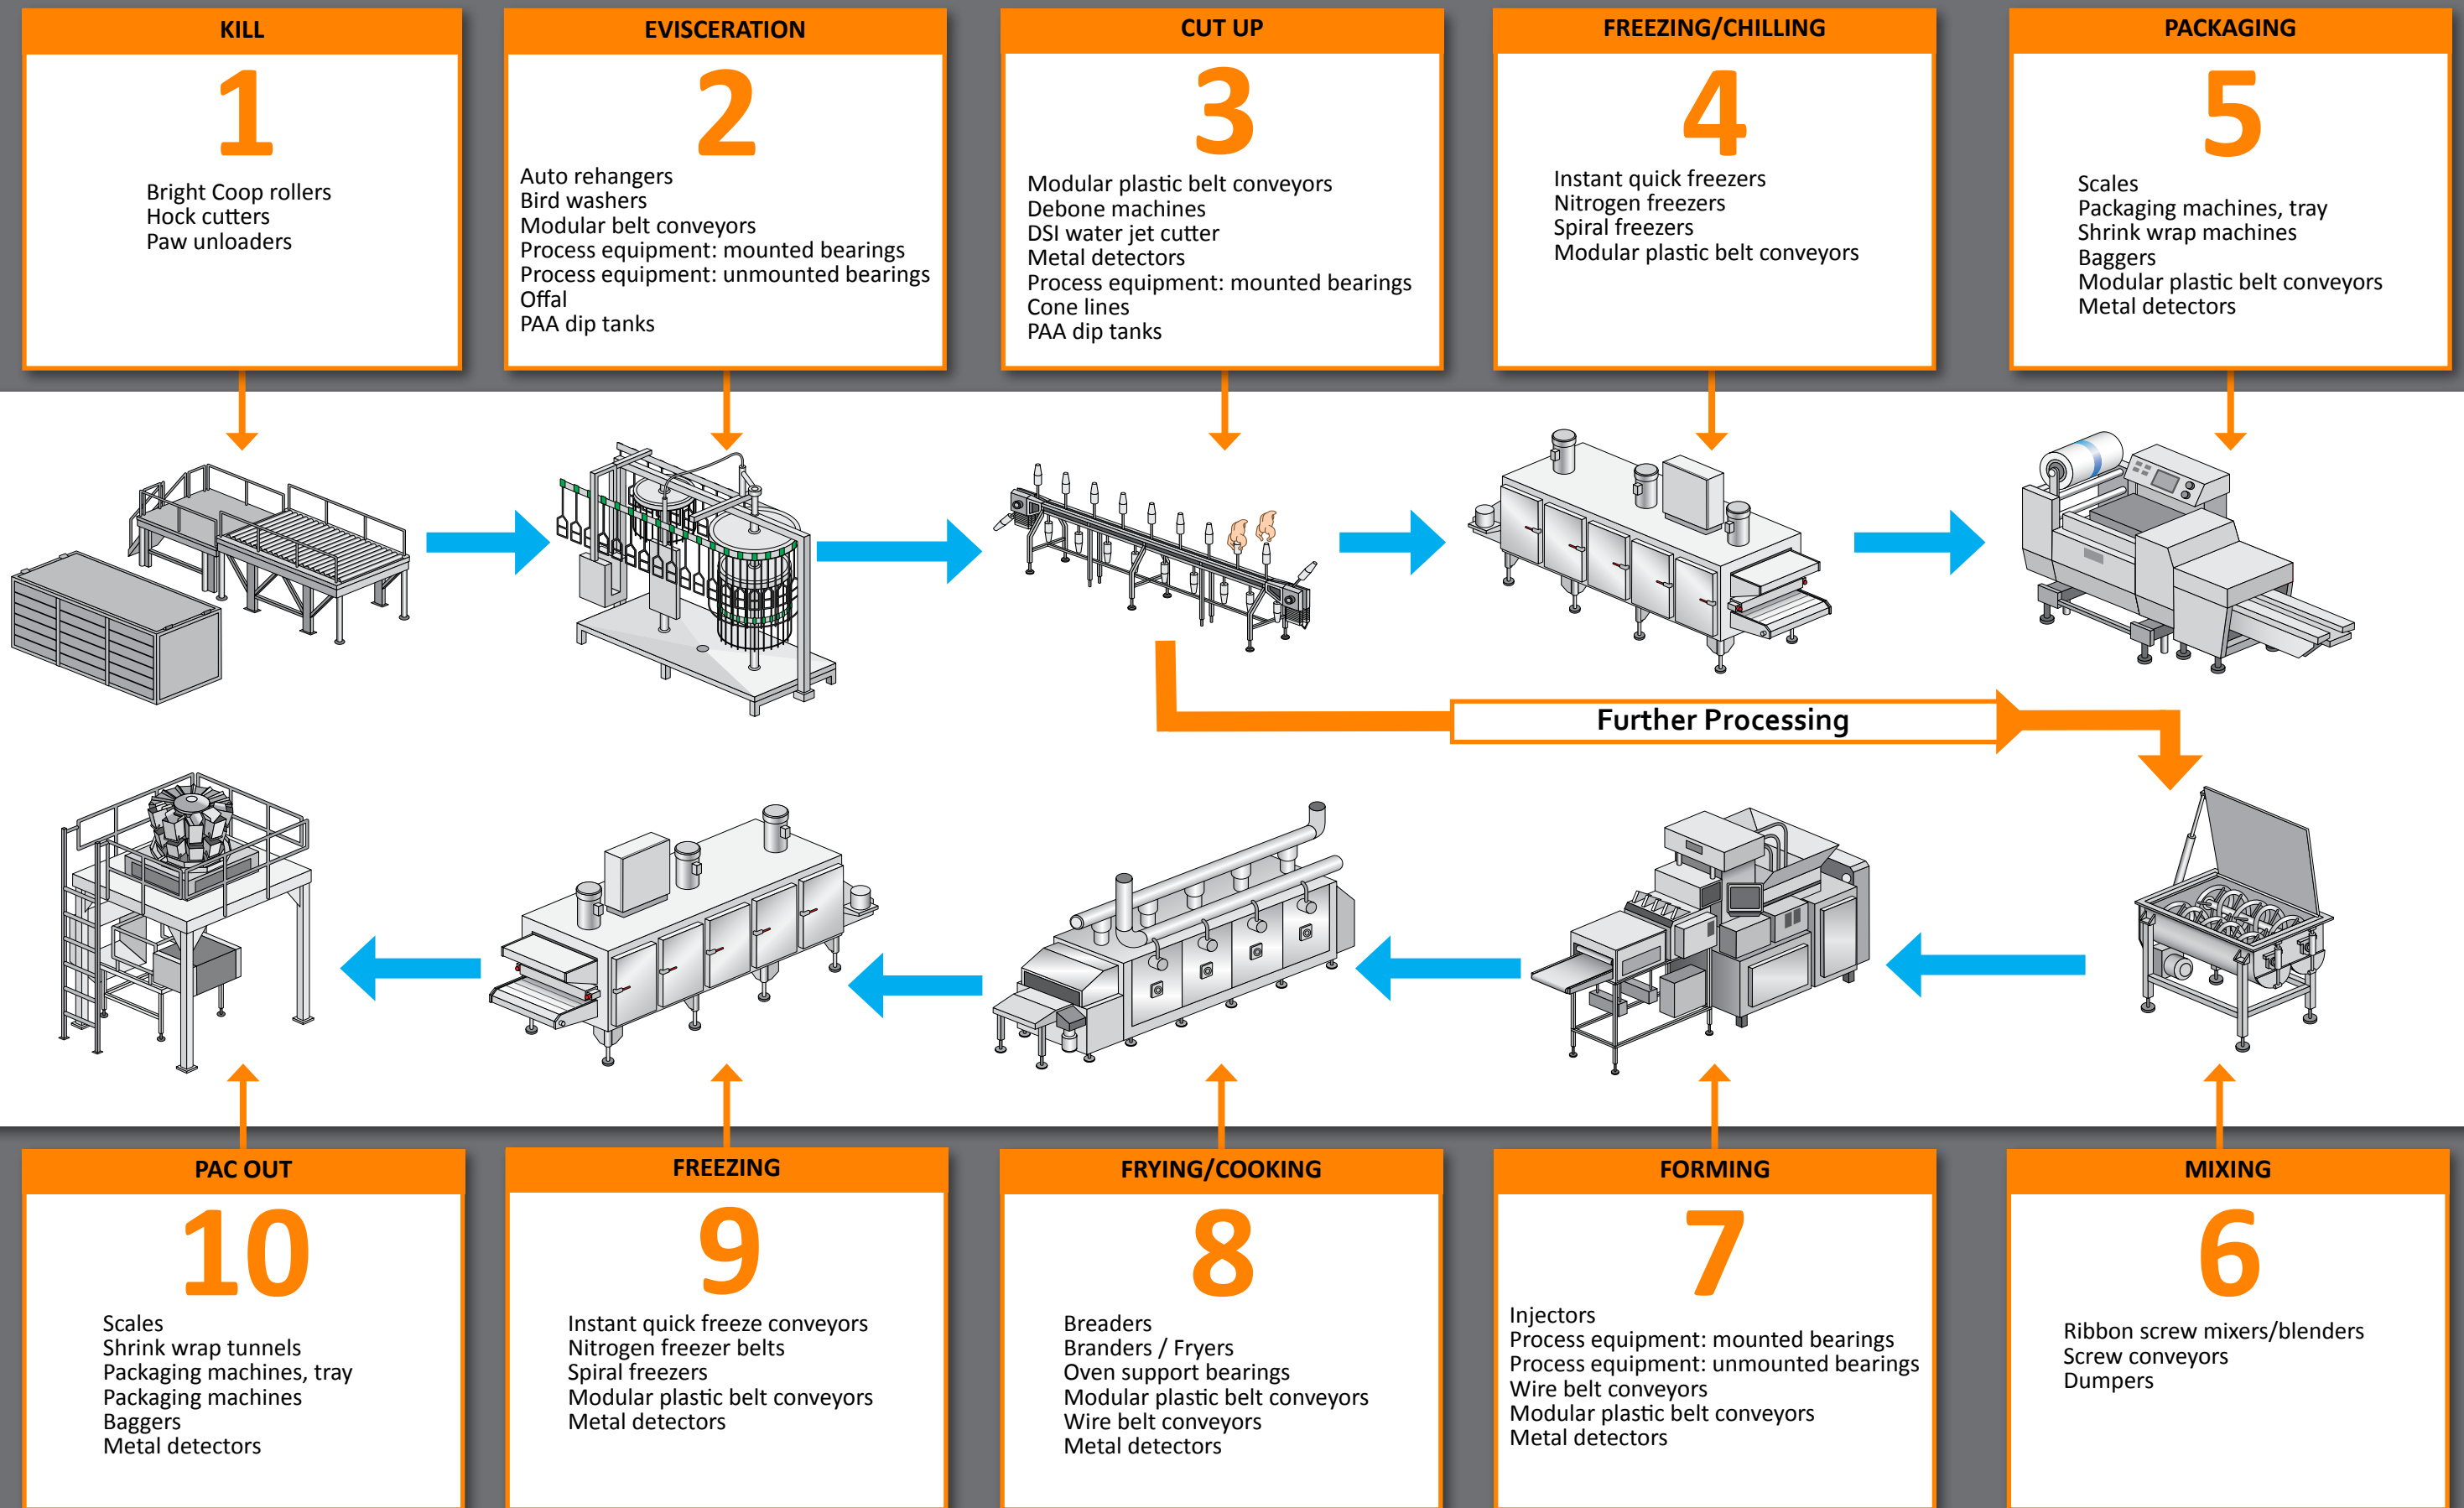 KILL
1
Bright Coop rollers
Hock cutters
Paw unloaders
EVISCERATION
2
Auto rehangers
Bird washers
Modular belt conveyors
Process equipment: mounted bearings
Process equipment: unmounted bearings
Offal
PAA dip tanks
CUT UP
3
Modular plastic belt conveyors
Debone machines
DSI water jet cutter
Metal detectors
Process equipment: mounted bearings
Cone lines
PAA dip tanks
FREEZING/CHILLING
4
Instant quick freezers
Nitrogen freezers
Spiral freezers
Modular plastic belt conveyors
PACKAGING
5
Scales
Packaging machines, tray
Shrink wrap machines
Baggers
Modular plastic belt conveyors
Metal detectors
Further Processing
PAC OUT
10
Scales
Shrink wrap tunnels
Packaging machines, tray
Packaging machines
Baggers
Metal detectors
FREEZING
9
Instant quick freeze conveyors
Nitrogen freezer belts
Spiral freezers
Modular plastic belt conveyors
Metal detectors
FRYING/COOKING
8
Breaders
Branders / Fryers
Oven support bearings
Modular plastic belt conveyors
Wire belt conveyors
Metal detectors
FORMING
7
Injectors
Process equipment: mounted bearings
Process equipment: unmounted bearings
Wire belt conveyors
Modular plastic belt conveyors
Metal detectors
MIXING
6
Ribbon screw mixers/blenders
Screw conveyors
Dumpers